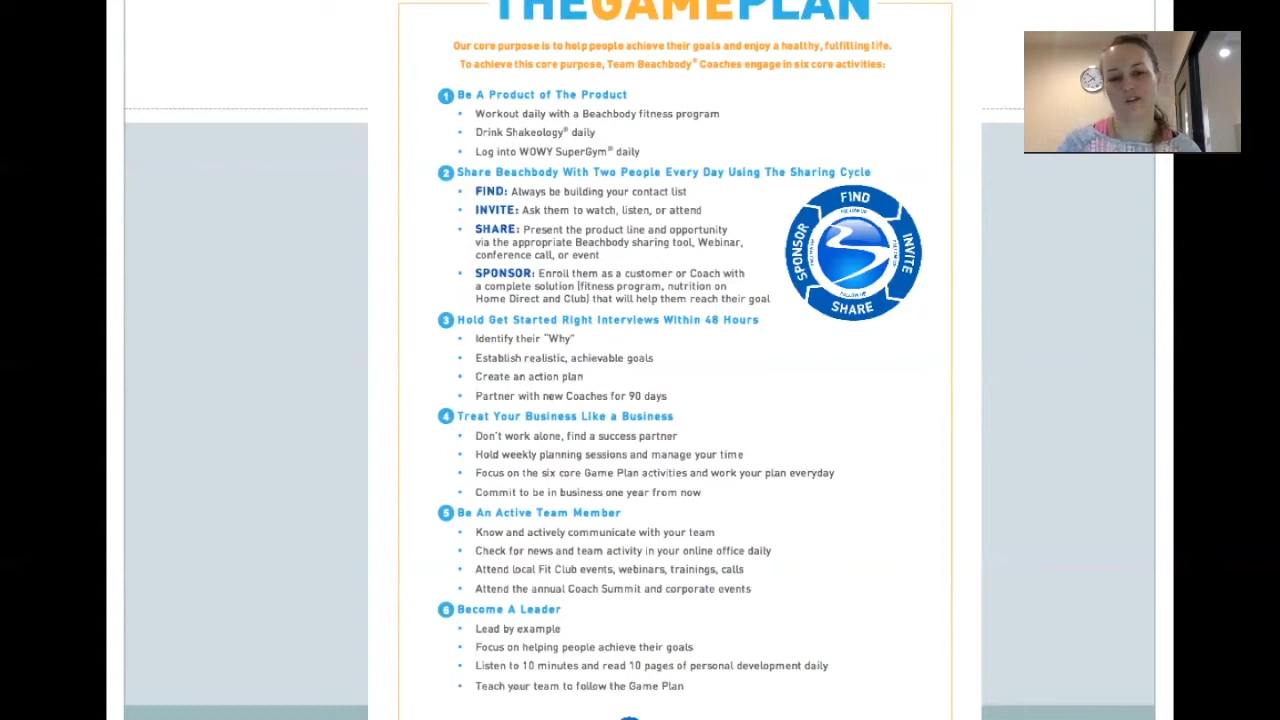 THEGAMEPLAN
Our core purpose is to help people achieve their goals and enjoy a healthy, fulfilling life.
To achieve this core purpose, Team Beachbody® Coaches engage in six core activities:
1 Be A Product of The Product
• Workout daily with a Beachbody fitness program
• Drink Shakeology® daily
• Log into WOWY SuperGym® daily
2 Share Beachbody With Two People Every Day Using The Sharing Cycle
• FIND: Always be building your contact list
• INVITE: Ask them to watch, listen, or attend
• SHARE: Present the product line and opportunity
via the appropriate Beachbody sharing tool, Webinar,
conference call, or event
• SPONSOR: Enroll them as a customer or Coach with
a complete solution (fitness program, nutrition on
Home Direct and Club) that will help them reach their goal
FIND
INVITE
SHARE
SPONSOR
FOLLOW UP
FOLLOW UP
3 Hold Get Started Right Interviews Within 48 Hours
• Identify their "Why"
• Establish realistic, achievable goals
• Create an action plan
• Partner with new Coaches for 90 days
4 Treat Your Business Like a Business
• Don't work alone, find a success partner
• Hold weekly planning sessions and manage your time
• Focus on the six core Game Plan activities and work your plan everyday
• Commit to be in business one year from now
5 Be An Active Team Member
• Know and actively communicate with your team
• Check for news and team activity in your online office daily
• Attend local Fit Club events, webinars, trainings, calls
• Attend the annual Coach Summit and corporate events
6 Become A Leader
• Lead by example
• Focus on helping people achieve their goals
• Listen to 10 minutes and read 10 pages of personal development daily
• Teach your team to follow the Game Plan